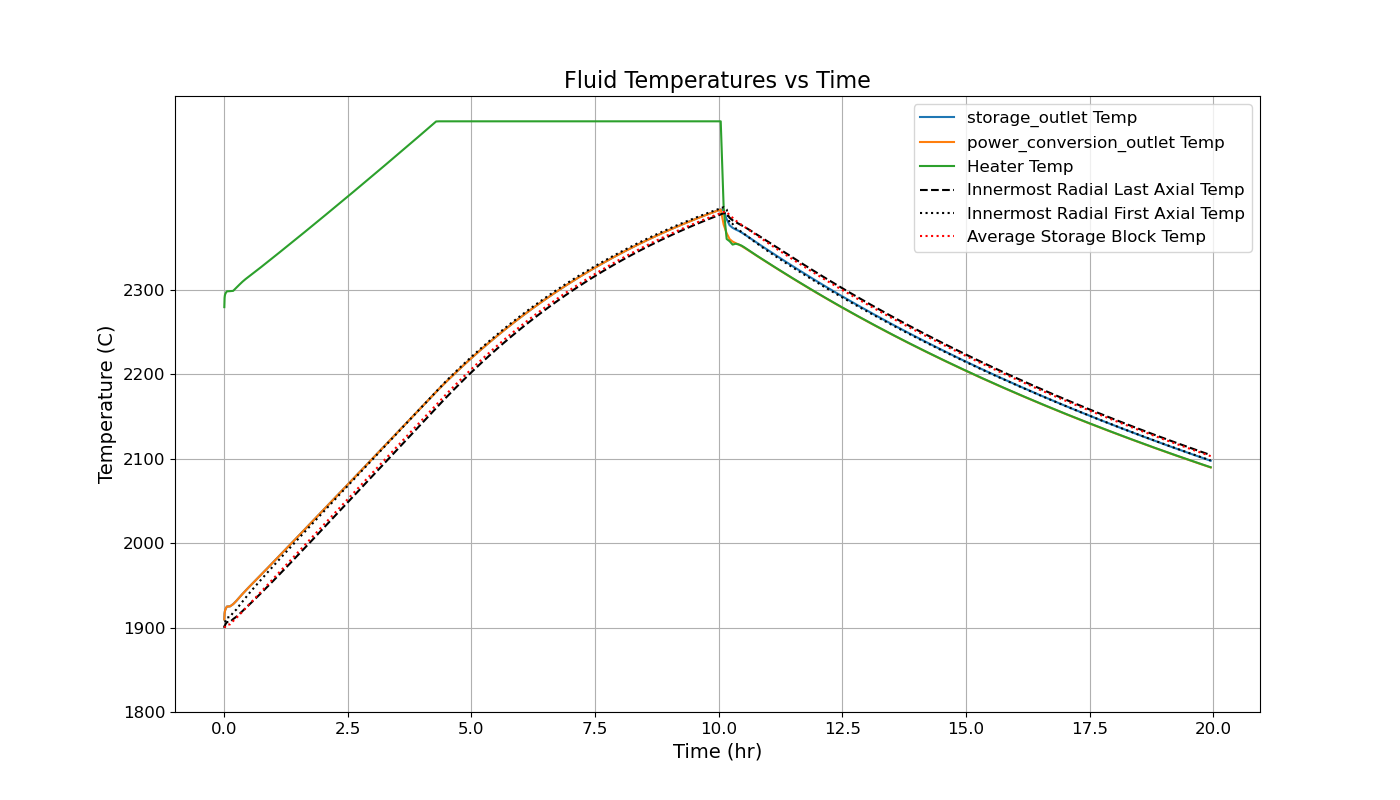 Fluid Temperatures vs Time
storage_outlet Temp
power_conversion_outlet Temp
Heater Temp
Innermost Radial Last Axial Temp
Innermost Radial First Axial Temp
Average Storage Block Temp
Temperature (C)
2300
2200
2100
2000
1900
1800
0.0 2.5 5.0 7.5 10.0 12.5 15.0 17.5 20.0
Time (hr)